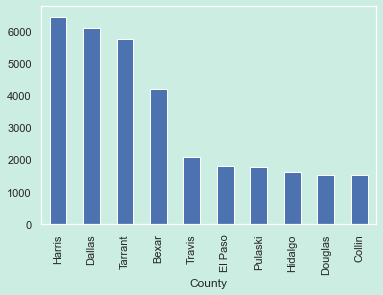 6000
5000
4000
3000
2000
1000
0
Harris
Dallas
Tarrant
Bexar
Travis
El Paso
Pulaski
Hidalgo
Douglas
Collin
County